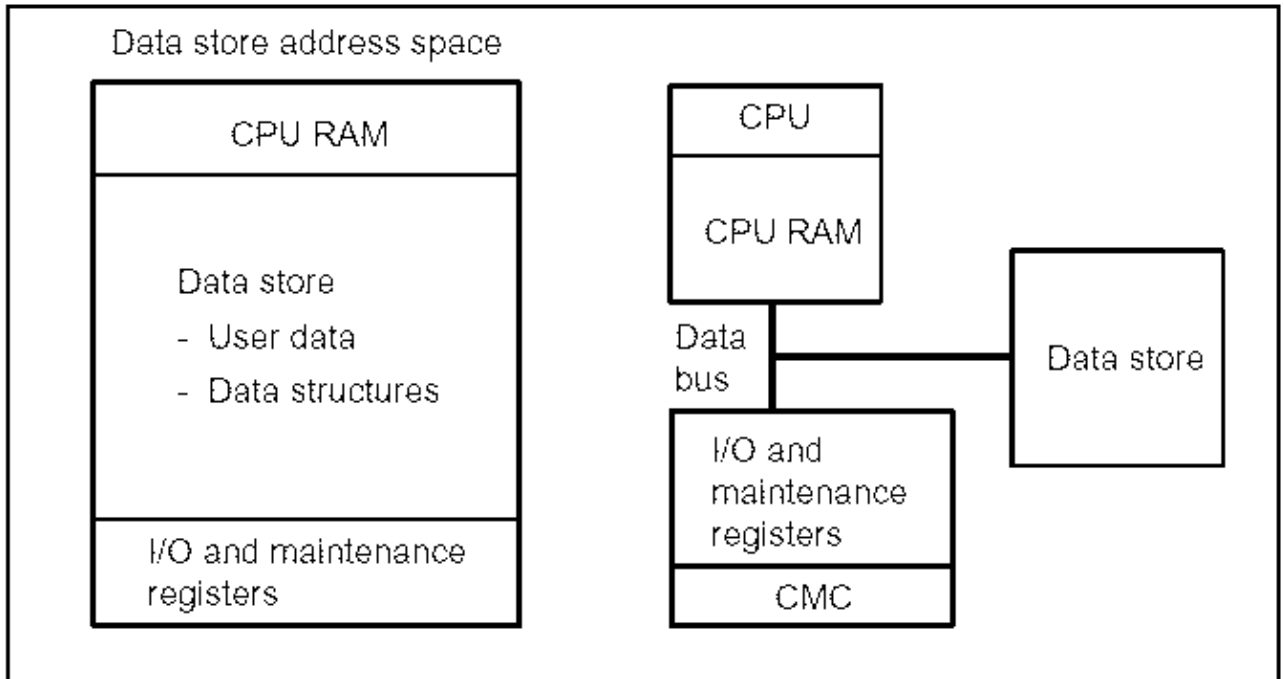 Data store address space
CPU RAM
Data store
- User data
- Data structures
I/O and maintenance
registers
CPU
CPU RAM
Data
bus
Data store
I/O and
maintenance
registers
CMC